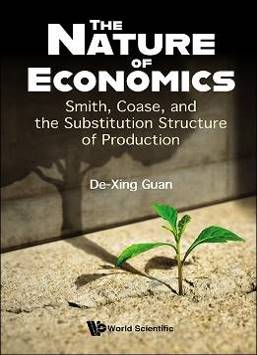 THE
NATURE
OF
ECONOMICS
Smith, Coase, and
the Substitution Structure
of Production
De-Xing Guan
World Scientific